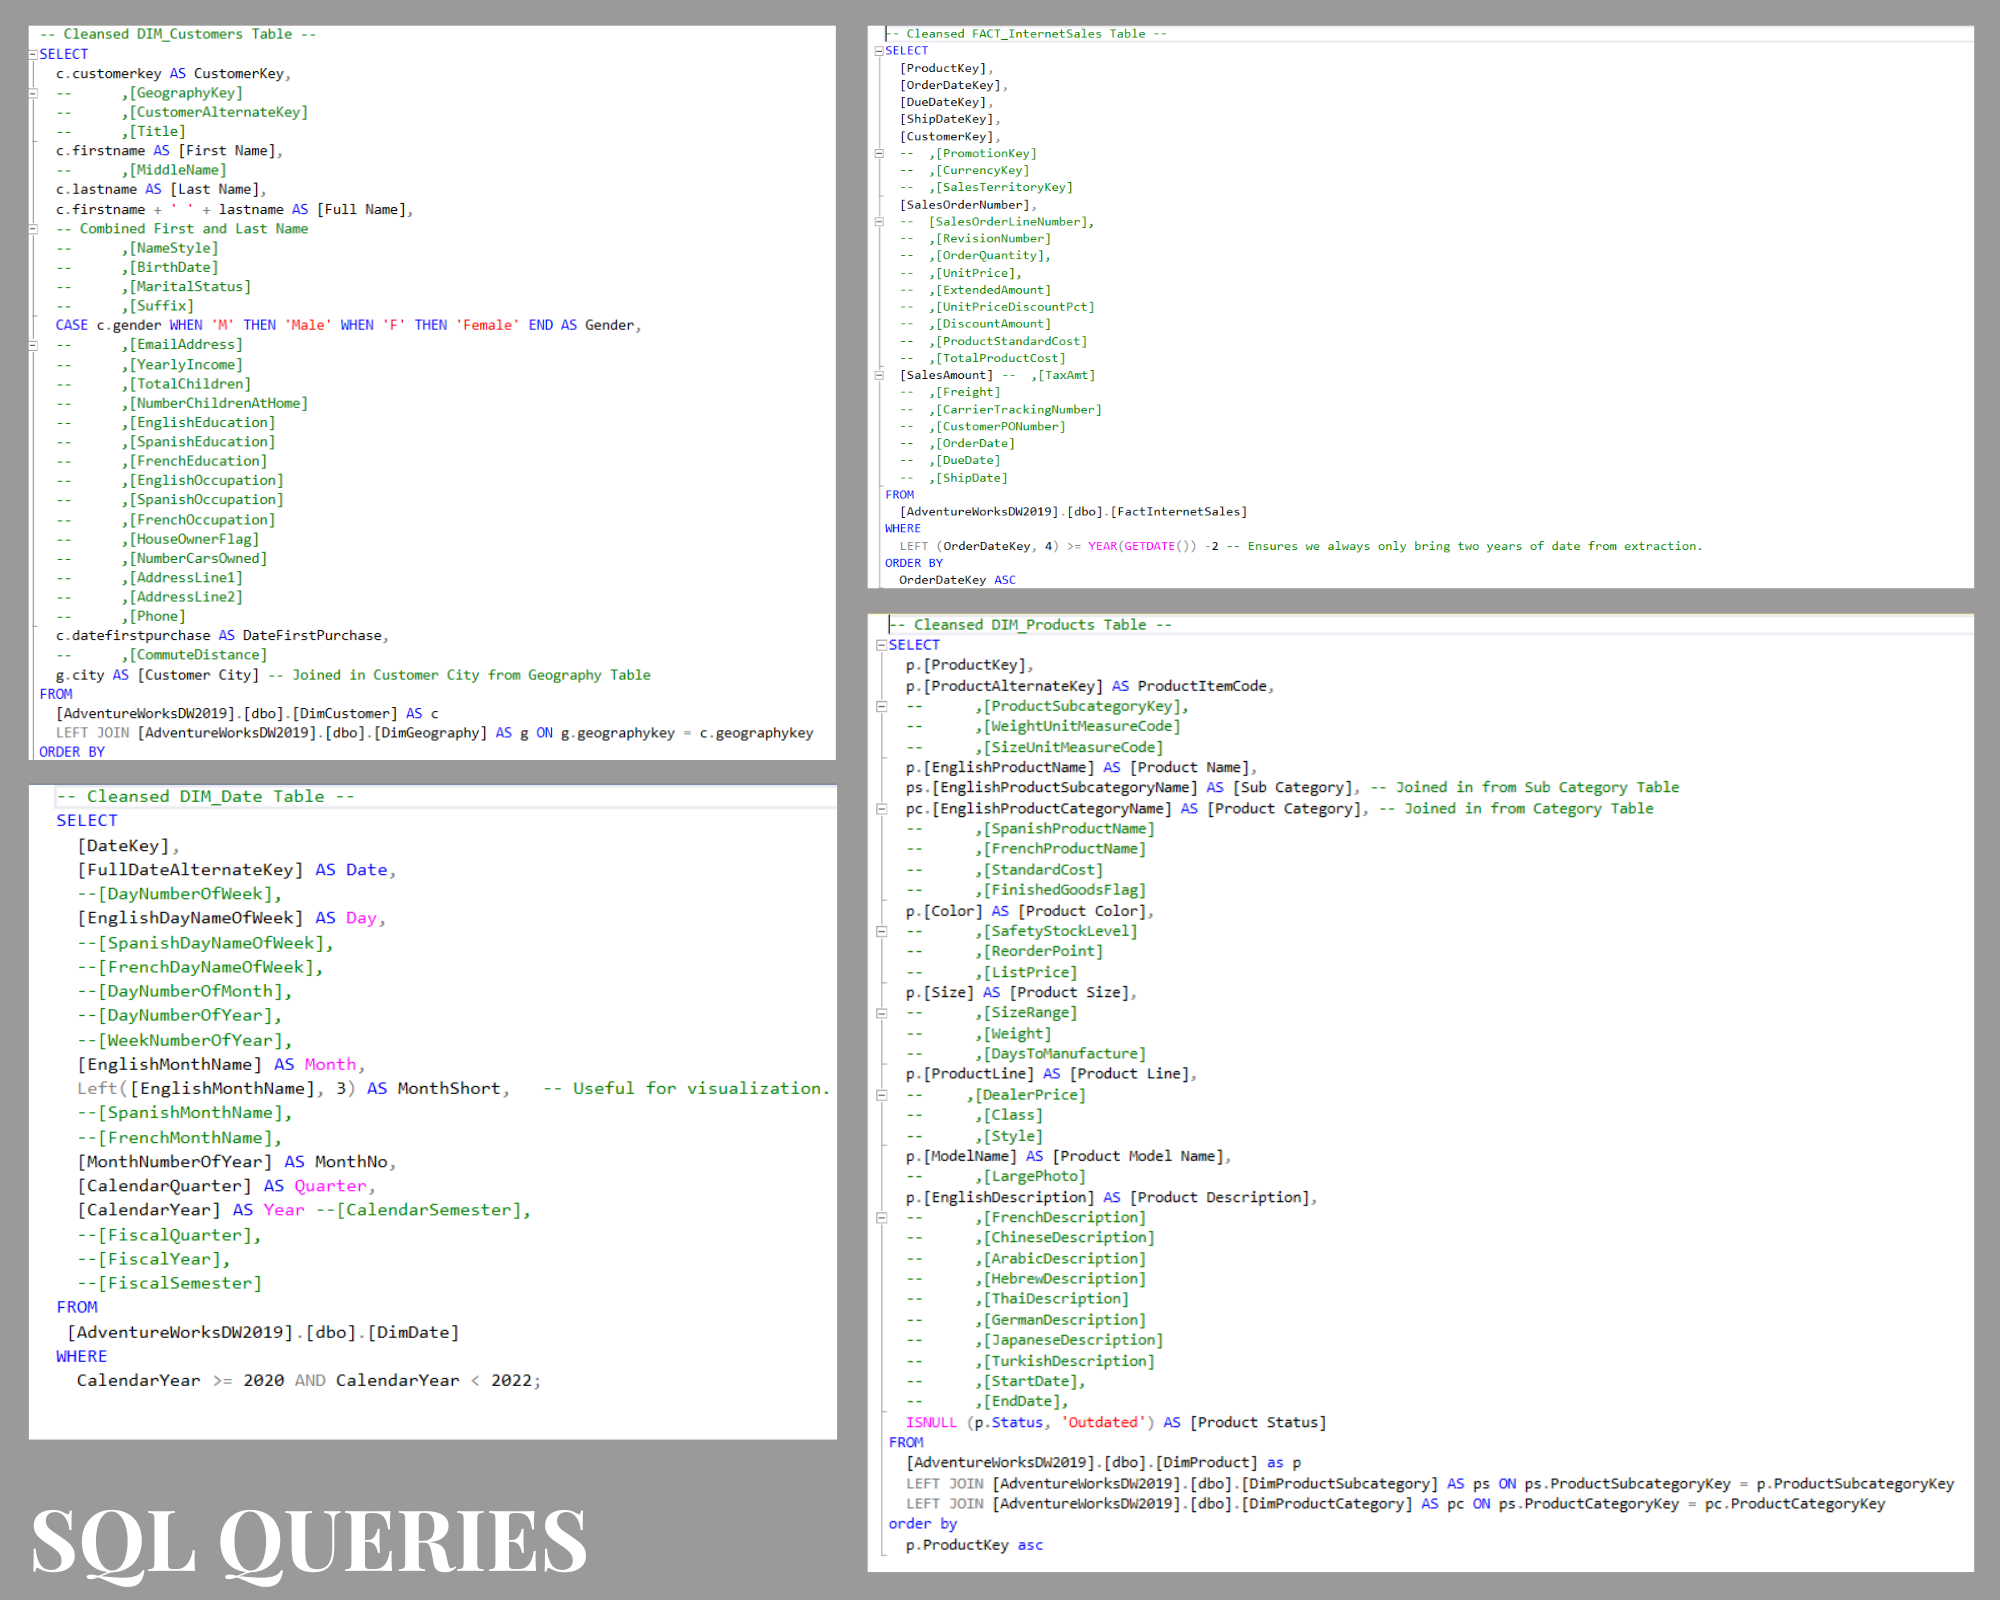 -- Cleansed DIM_Customers Table --
SELECT
c.customerkey AS CustomerKey,
-- ,[GeographyKey]
-- ,[CustomerAlternateKey]
-- ,[Title]
c.firstname AS [First Name],
-- ,[MiddleName]
c.lastname AS [Last Name],
c.firstname + ' ' + lastname AS [Full Name],
-- Combined First and Last Name
-- ,[NameStyle]
-- ,[BirthDate]
-- ,[MaritalStatus]
-- ,[Suffix]
CASE c.gender WHEN 'M' THEN 'Male' WHEN 'F' THEN 'Female' END AS Gender,
-- ,[EmailAddress]
-- ,[YearlyIncome]
-- ,[TotalChildren]
-- ,[NumberChildrenAtHome]
-- ,[EnglishEducation]
-- ,[SpanishEducation]
-- ,[FrenchEducation]
-- ,[EnglishOccupation]
-- ,[SpanishOccupation]
-- ,[FrenchOccupation]
-- ,[HouseOwnerFlag]
-- ,[NumberCarsOwned]
-- ,[AddressLine1]
-- ,[AddressLine2]
-- ,[Phone]
c.datefirstpurchase AS DateFirstPurchase,
-- ,[CommuteDistance]
g.city AS [Customer City] -- Joined in Customer City from Geography Table
FROM
[AdventureWorksDW2019].[dbo].[DimCustomer] AS c
LEFT JOIN [AdventureWorksDW2019].[dbo].[DimGeography] AS g ON g.geographykey = c.geographykey
ORDER BY
-- Cleansed DIM_Date Table --
SELECT
[DateKey],
[FullDateAlternateKey] AS Date,
--[DayNumberOfWeek],
[EnglishDayNameOfWeek] AS Day,
--[SpanishDayNameOfWeek],
--[FrenchDayNameOfWeek],
--[DayNumberOfMonth],
--[DayNumberOfYear],
--[WeekNumberOfYear],
[EnglishMonthName] AS Month,
Left([EnglishMonthName], 3) AS MonthShort, -- Useful for visualization.
--[SpanishMonthName],
--[FrenchMonthName],
[MonthNumberOfYear] AS MonthNo,
[CalendarQuarter] AS Quarter,
[CalendarYear] AS Year --[CalendarSemester],
--[FiscalQuarter],
--[FiscalYear],
--[FiscalSemester]
FROM
[AdventureWorksDW2019].[dbo].[DimDate]
WHERE
CalendarYear >= 2020 AND CalendarYear < 2022;
SQL QUERIES
-- Cleansed FACT_InternetSales Table --
SELECT
[ProductKey],
[OrderDateKey],
[DueDateKey],
[ShipDateKey],
[CustomerKey],
-- ,[PromotionKey]
-- ,[CurrencyKey]
-- ,[SalesTerritoryKey]
[SalesOrderNumber],
-- [SalesOrderLineNumber],
-- ,[RevisionNumber]
-- ,[OrderQuantity],
-- ,[UnitPrice],
-- ,[ExtendedAmount]
-- ,[UnitPriceDiscountPct]
-- ,[DiscountAmount]
-- ,[ProductStandardCost]
-- ,[TotalProductCost]
[SalesAmount] -- ,[TaxAmt]
-- ,[Freight]
-- ,[CarrierTrackingNumber]
-- ,[CustomerPONumber]
-- ,[OrderDate]
-- ,[DueDate]
-- ,[ShipDate]
FROM
[AdventureWorksDW2019].[dbo].[FactInternetSales]
WHERE
LEFT (OrderDateKey, 4) >= YEAR(GETDATE()) -2 -- Ensures we always only bring two years of date from extraction.
ORDER BY
OrderDateKey ASC
-- Cleansed DIM_Products Table --
SELECT
p.[ProductKey],
p.[ProductAlternateKey] AS ProductItemCode,
-- ,[ProductSubcategoryKey],
-- ,[WeightUnitMeasureCode]
-- ,[SizeUnitMeasureCode]
p.[EnglishProductName] AS [Product Name],
ps.[EnglishProductSubcategoryName] AS [Sub Category], -- Joined in from Sub Category Table
pc.[EnglishProductCategoryName] AS [Product Category], -- Joined in from Category Table
-- ,[SpanishProductName]
-- ,[FrenchProductName]
-- ,[StandardCost]
-- ,[FinishedGoodsFlag]
p.[Color] AS [Product Color],
-- ,[SafetyStockLevel]
-- ,[ReorderPoint]
-- ,[ListPrice]
p.[Size] AS [Product Size],
-- ,[SizeRange]
-- ,[Weight]
-- ,[DaysToManufacture]
p.[ProductLine] AS [Product Line],
-- ,[DealerPrice]
-- ,[Class]
-- ,[Style]
p.[ModelName] AS [Product Model Name],
-- ,[LargePhoto]
p.[EnglishDescription] AS [Product Description],
-- ,[FrenchDescription]
-- ,[ChineseDescription]
-- ,[ArabicDescription]
-- ,[HebrewDescription]
-- ,[ThaiDescription]
-- ,[GermanDescription]
-- ,[JapaneseDescription]
-- ,[TurkishDescription]
-- ,[StartDate],
-- ,[EndDate],
ISNULL (p.Status, 'Outdated') AS [Product Status]
FROM
[AdventureWorksDW2019].[dbo].[DimProduct] as p
LEFT JOIN [AdventureWorksDW2019].[dbo].[DimProductSubcategory] AS ps ON ps.ProductSubcategoryKey = p.ProductSubcategoryKey
LEFT JOIN [AdventureWorksDW2019].[dbo].[DimProductCategory] AS pc ON ps.ProductCategoryKey = pc.ProductCategoryKey
order by
p.ProductKey asc